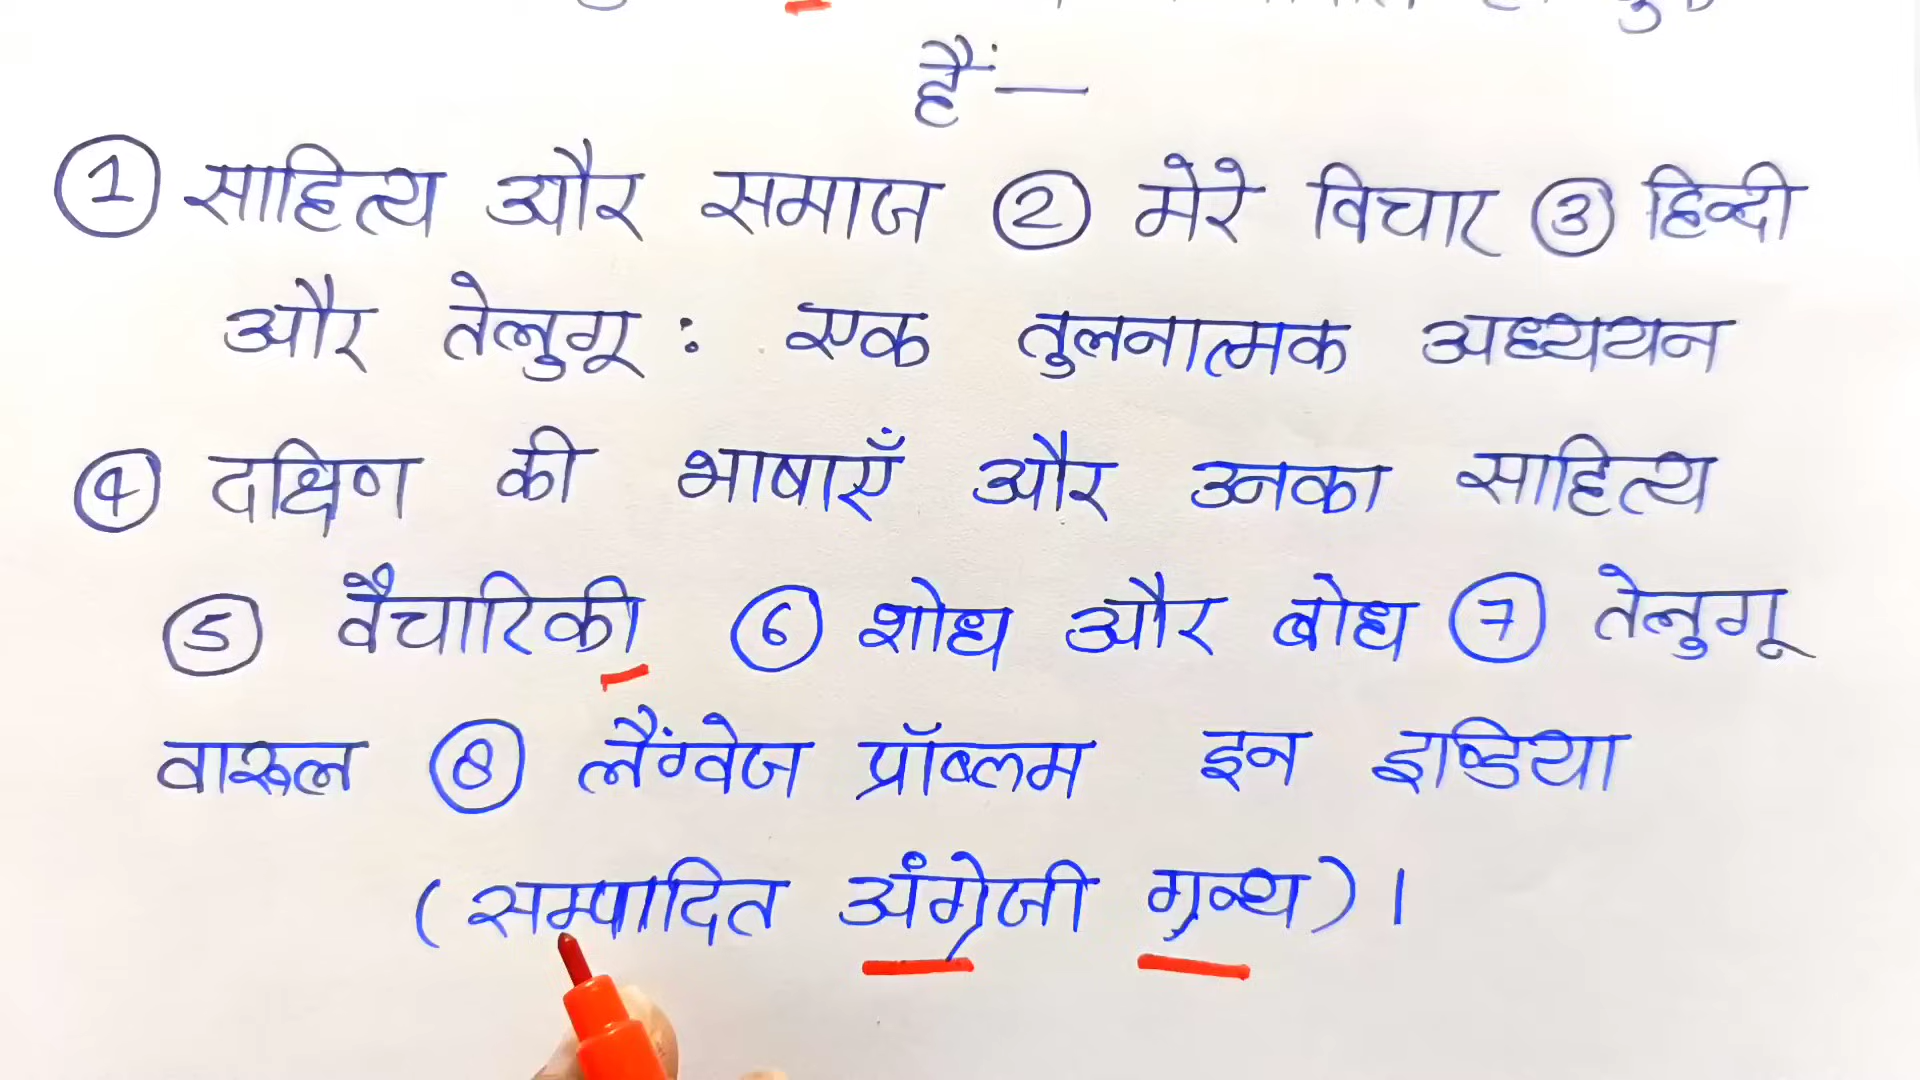 हैं—
① साहित्य और समाज ② मेरे विचार ③ हिन्दी
और तेलुगू : एक तुलनात्मक अध्ययन
④ दक्षिण की भाषाएँ और उनका साहित्य
⑤ वैचारिकी ⑥ शोध और बोध ⑦ तेलुगू
वारूल ⑧ लैंग्वेज प्रॉब्लम इन इण्डिया
(सम्पादित अंग्रेजी ग्रन्थ)।